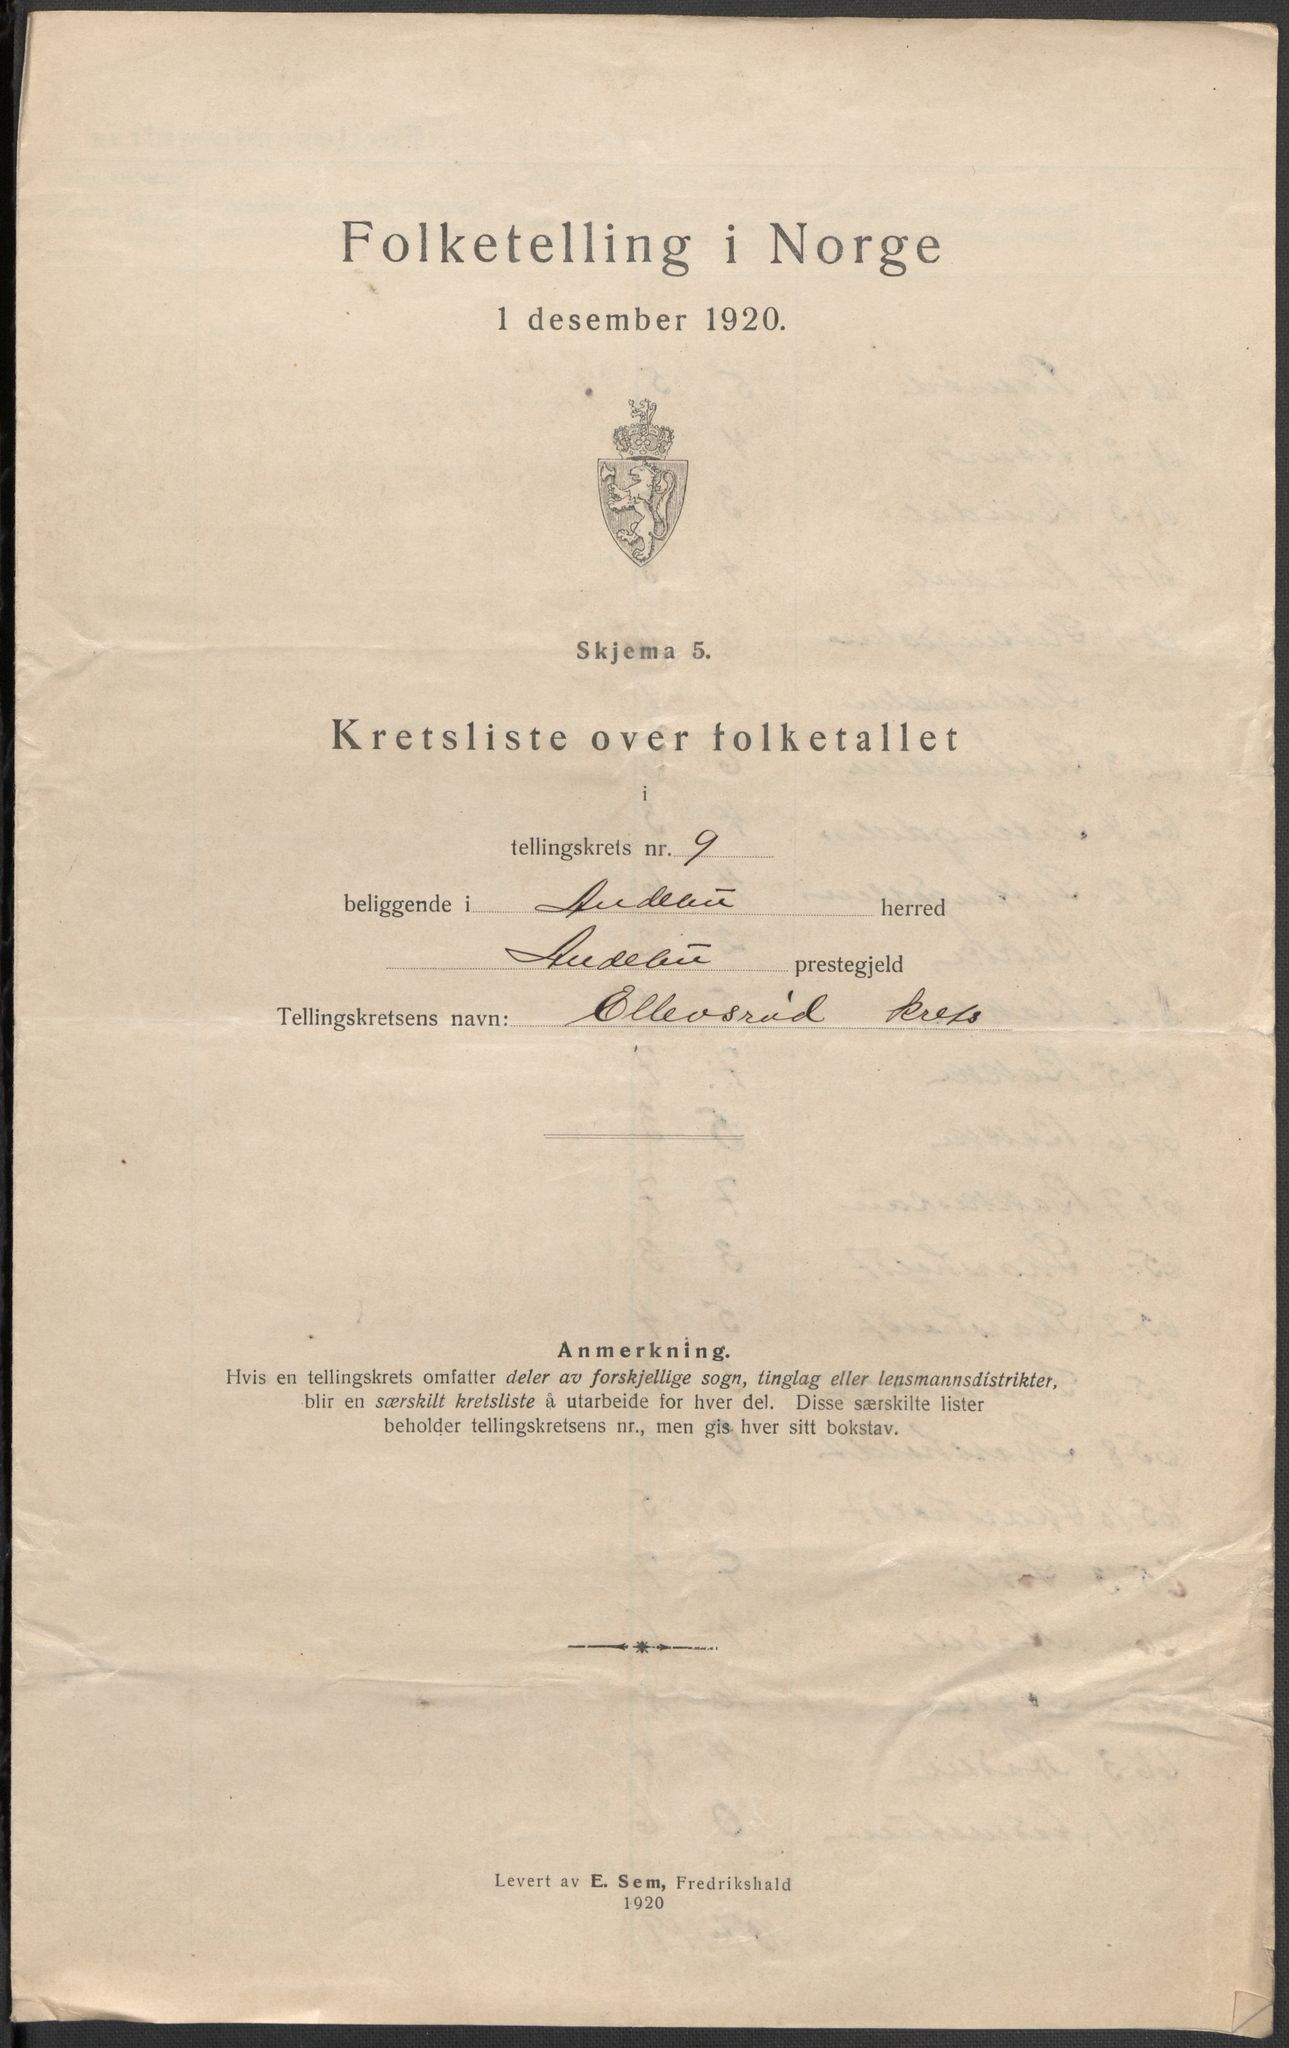 Folketelling i Norge
1 desember 1920.
Skjema 5.
Kretsliste over folketallet
i
tellingskrets nr. 9
beliggende i Andebu herred
Andebu prestegjeld
Tellingskretsens navn: Ellevsrød krets
Anmerkning.
Hvis en tellingskrets omfatter deler av forskjellige sogn, tinglag eller lensmannsdistrikter,
blir en særskilt kretsliste å utarbeide for hver del. Disse særskilte lister
beholder tellingskretsens nr., men gis hver sitt bokstav.
Levert av E. Sem, Fredrikshald
1920